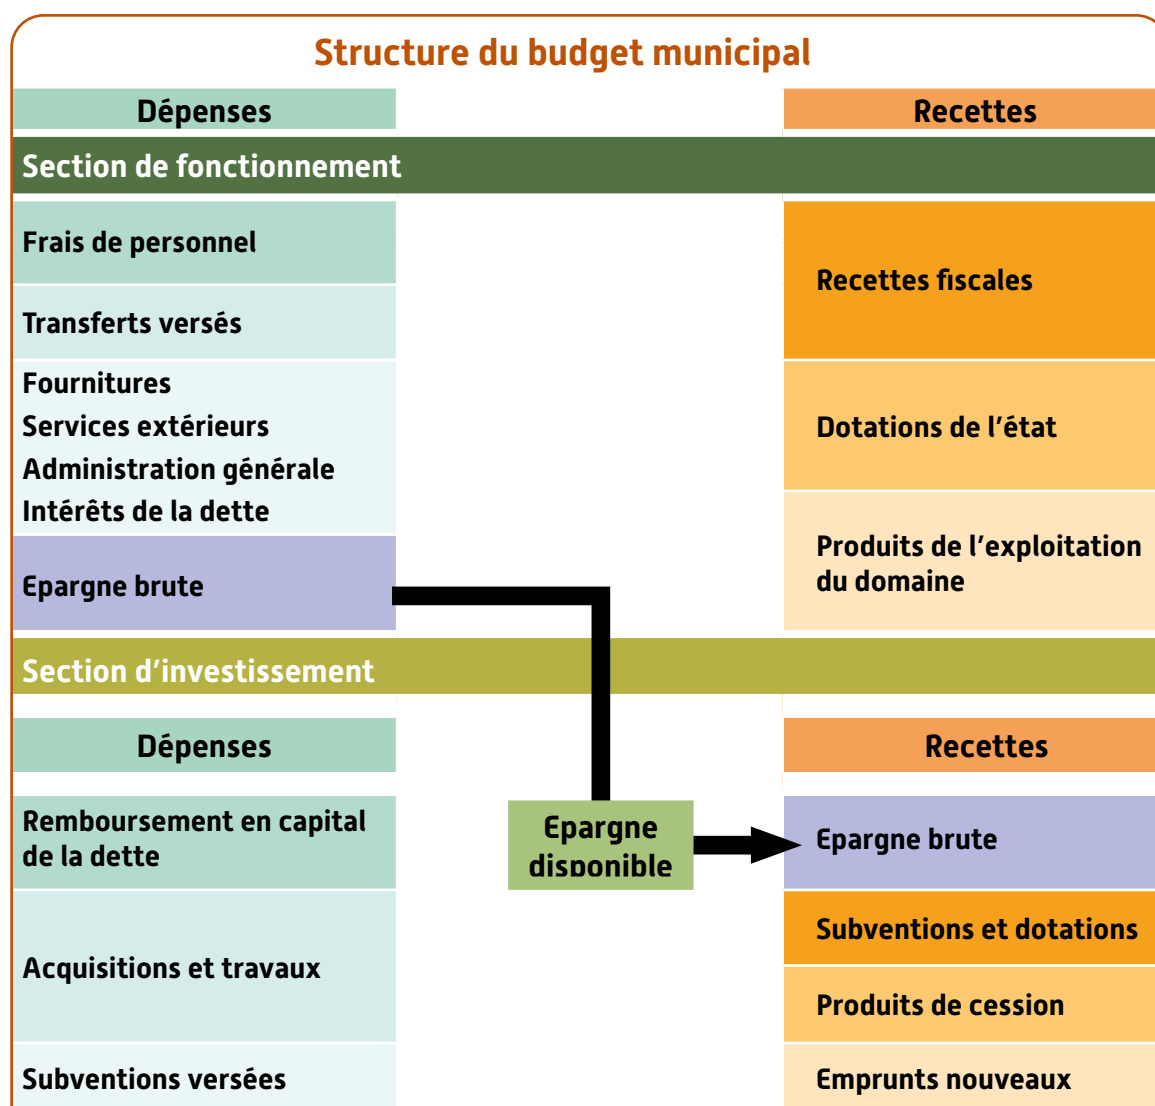 Structure du budget municipal
Dépenses
Recettes
Section de fonctionnement
Frais de personnel
Transferts versés
Fournitures
Services extérieurs
Administration générale
Intérêts de la dette
Epargne brute
Recettes fiscales
Dotations de l'état
Produits de l'exploitation
du domaine
Section d'investissement
Dépenses
Recettes
Remboursement en capital
de la dette
Acquisitions et travaux
Subventions versées
Epargne
disponible
Epargne brute
Subventions et dotations
Produits de cession
Emprunts nouveaux